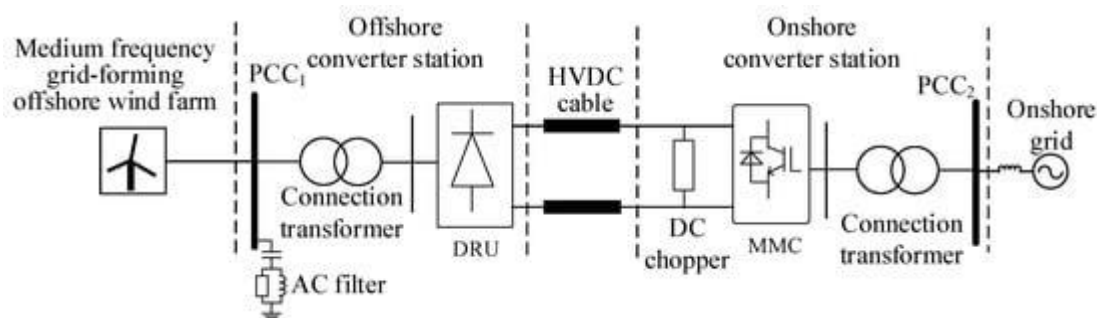 Medium frequency
grid-forming
offshore wind farm
PCC1
Offshore
converter station
Connection
transformer
AC filter
DRU
HVDC
cable
Onshore
converter station
DC
chopper
MMC
PCC2
Connection
transformer
Onshore
grid